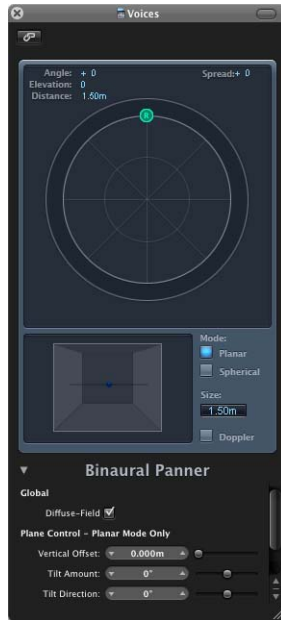 Voices
Angle: + 0 Spread:+ 0
Elevation: 0
Distance: 1.50m
R
Mode:
Planar
Spherical
Size:
1.50m
Doppler
Binaural Panner
Global
Diffuse-Field
Plane Control - Planar Mode Only
Vertical Offset: 0.000m
Tilt Amount: 0°
Tilt Direction: 0°